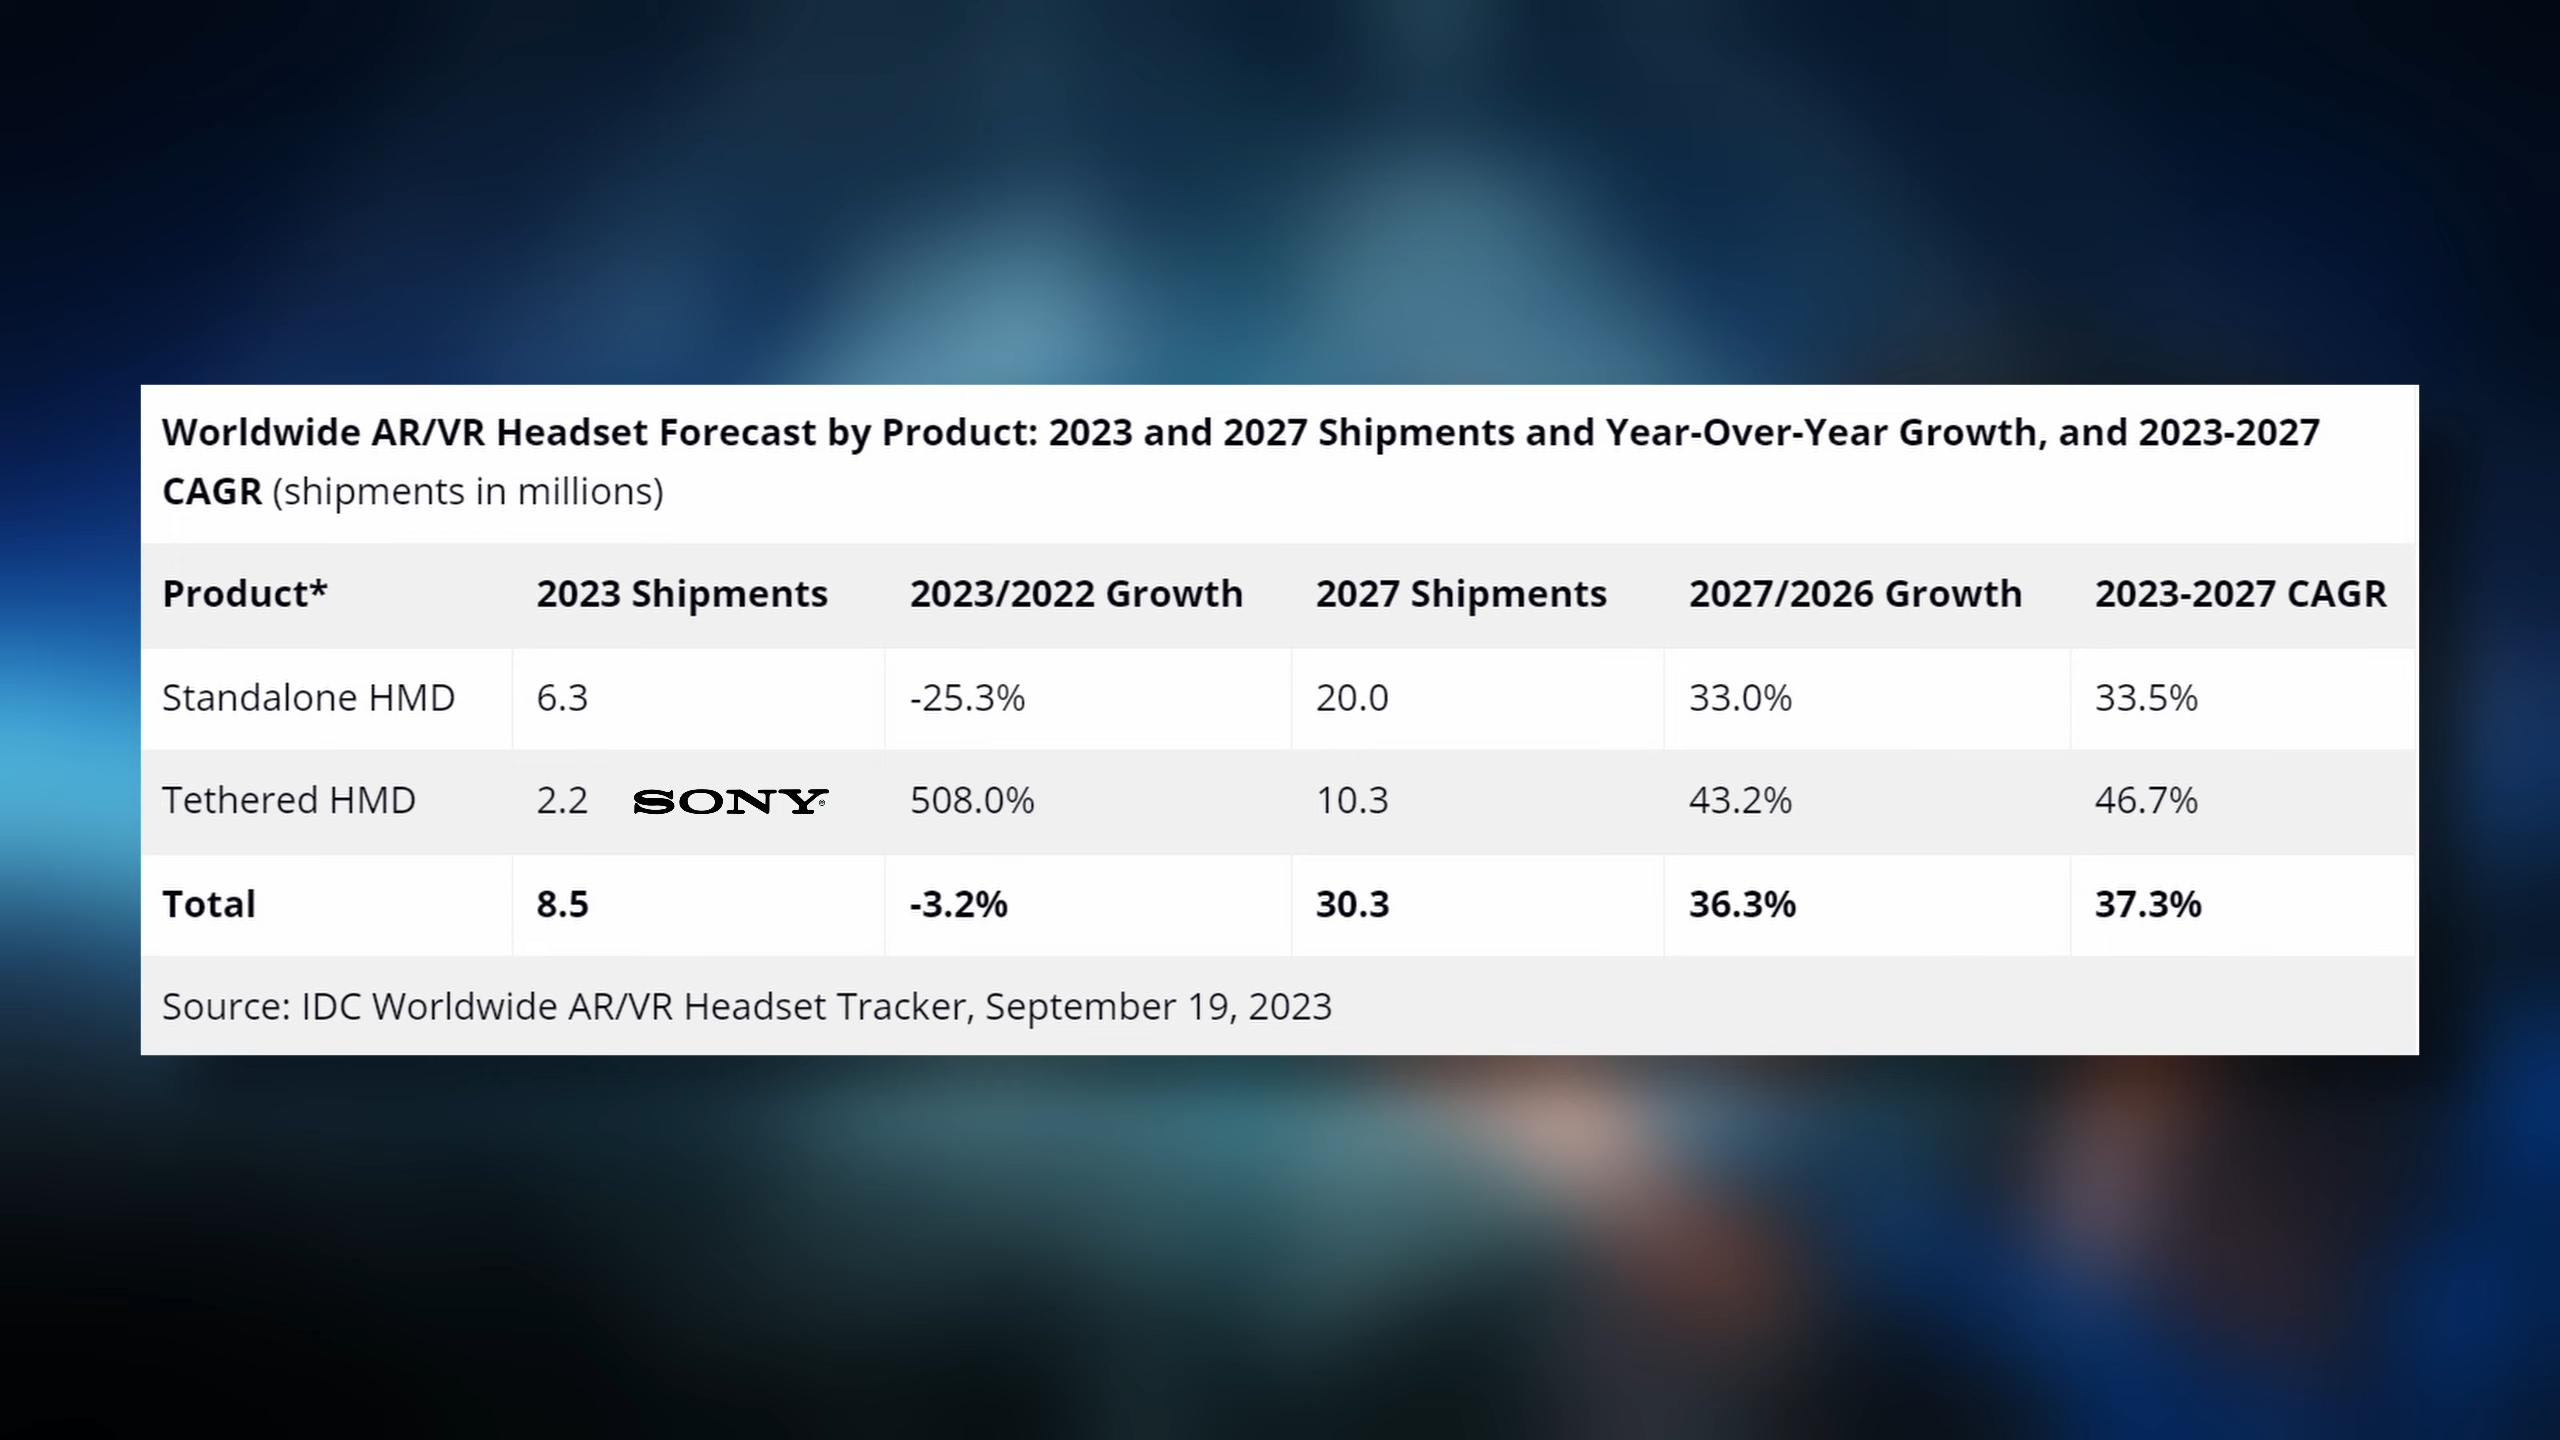 Worldwide AR/VR Headset Forecast by Product: 2023 and 2027 Shipments and Year-Over-Year Growth, and 2023-2027
CAGR (shipments in millions)
Product* 2023 Shipments 2023/2022 Growth 2027 Shipments 2027/2026 Growth 2023-2027 CAGR
Standalone HMD 6.3 -25.3% 20.0 33.0% 33.5%
Tethered HMD 2.2 SONY® 508.0% 10.3 43.2% 46.7%
Total 8.5 -3.2% 30.3 36.3% 37.3%
Source: IDC Worldwide AR/VR Headset Tracker, September 19, 2023